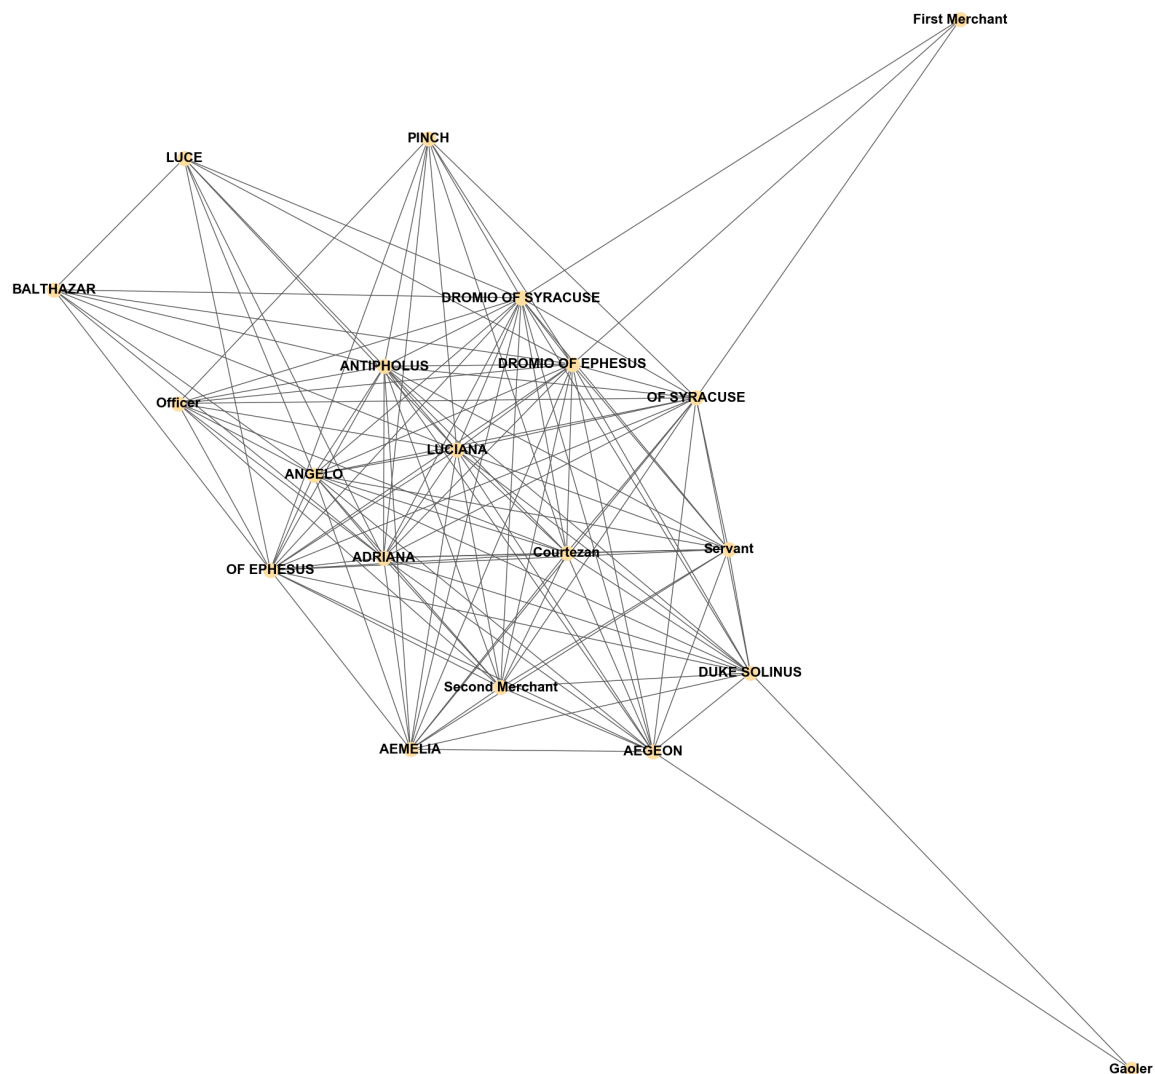 First Merchant
PINCH
LUCE
BALTHAZAR
DROMIO OF SYRACUSE
ANTIPHOLUS
DROMIO OF EPHESUS
OF SYRACUSE
Officer
LUCIANA
ANGELO
Courtezan
Servant
ADRIANA
OF EPHESUS
DUKE SOLINUS
Second Merchant
AEMELIA
AEGEON
Gaoler